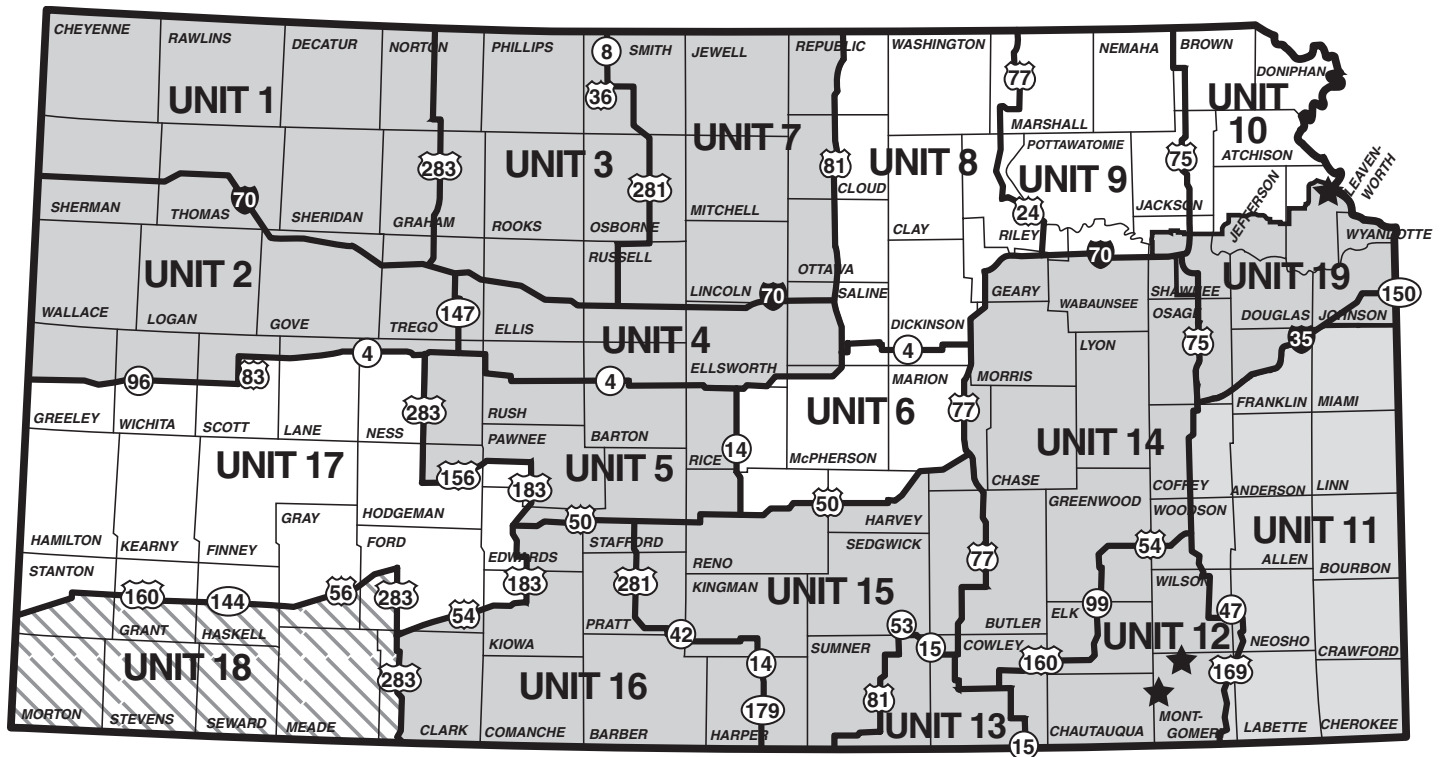 CHEYENNE
RAWLINS
DECATUR
NORTON
PHILLIPS
8
SMITH
JEWELL
REPUBLIC
WASHINGTON
77
NEMAHA
BROWN
DONIPHAN
36
UNIT 1
UNIT
10
MARSHALL
UNIT 7
POTTAWATOMIE
283
UNIT 3
81
UNIT 8
75
ATCHISON
LEAVEN-
WORTH
UNIT 9
281
CLOUD
70
SHERMAN
THOMAS
SHERIDAN
GRAHAM
ROOKS
OSBORNE
MITCHELL
24
JACKSON
JEFFERSON
CLAY
RILEY
WYANDOTTE
RUSSELL
70
UNIT 2
OTTAWA
UNIT 19
LINCOLN
70
SALINE
GEARY
WABAUNSEE
SHAWNEE
150
WALLACE
LOGAN
GOVE
TREGO
147
ELLIS
OSAGE
DOUGLAS
JOHNSON
DICKINSON
UNIT 4
35
4
4
75
LYON
96
83
4
ELLSWORTH
MARION
MORRIS
GREELEY
WICHITA
SCOTT
LANE
NESS
283
RUSH
UNIT 6
77
FRANKLIN
MIAMI
PAWNEE
BARTON
14
UNIT 14
UNIT 17
UNIT 5
RICE
McPHERSON
156
183
CHASE
COFFEY
ANDERSON
LINN
GREENWOOD
50
50
WOODSON
GRAY
HODGEMAN
HARVEY
UNIT 11
HAMILTON
KEARNY
FINNEY
FORD
STAFFORD
SEDGWICK
54
EDWARDS
77
ALLEN
STANTON
RENO
BOURBON
160
144
56
283
183
281
KINGMAN
UNIT 15
WILSON
99
47
54
ELK
GRANT
HASKELL
PRATT
42
53
BUTLER
UNIT 12
KIOWA
SUMNER
15
COWLEY
NEOSHO
CRAWFORD
160
14
UNIT 18
283
UNIT 16
169
81
179
MORTON
STEVENS
SEWARD
MEADE
CLARK
COMANCHE
BARBER
HARPER
UNIT 13
15
CHAUTAUQUA
MONT-
GOMERY
LABETTE
CHEROKEE